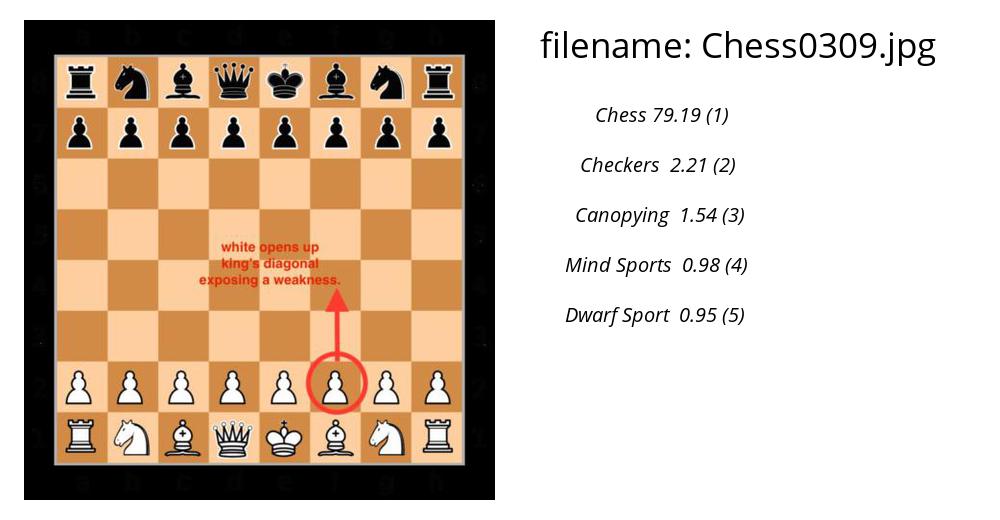 filename: Chess0309.jpg
Chess 79.19 (1)
Checkers 2.21 (2)
Canopying 1.54 (3)
Mind Sports 0.98 (4)
Dwarf Sport 0.95 (5)
white opens up
king's diagonal
exposing a weakness.